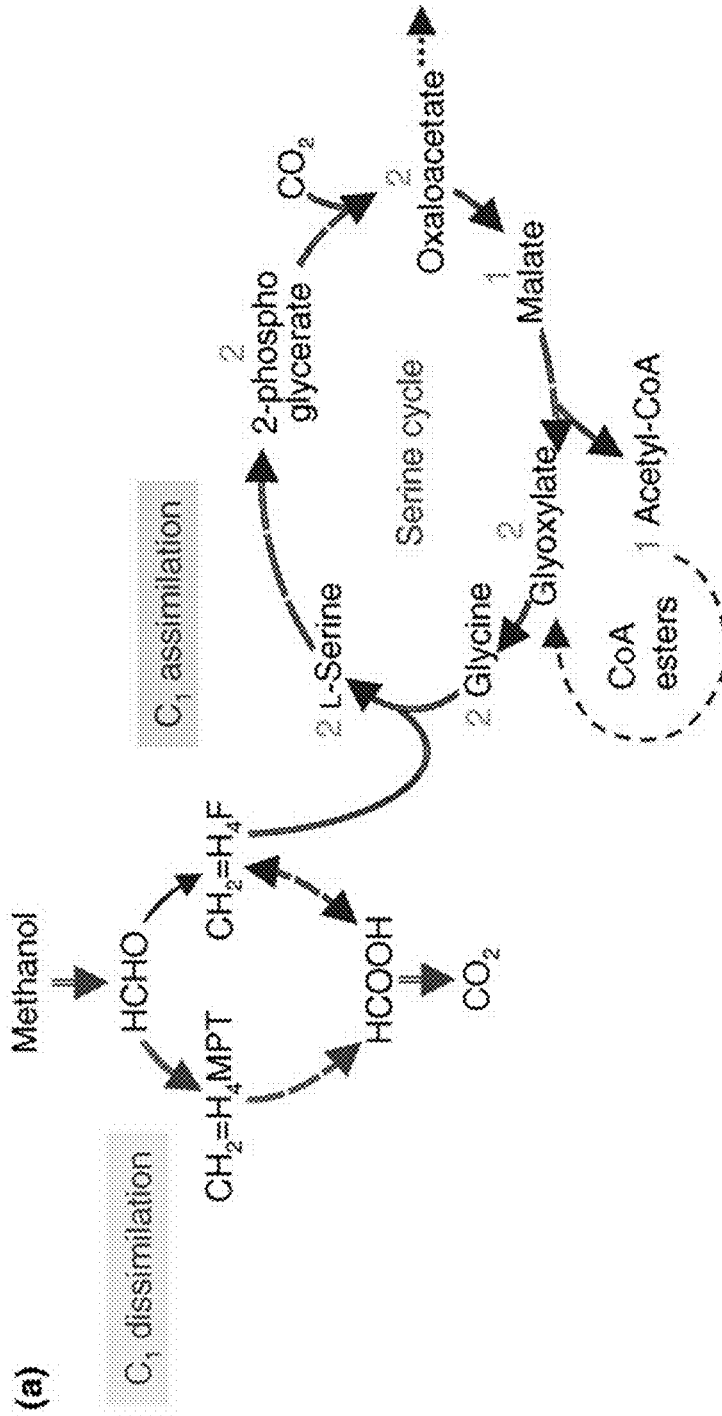 (a)
C1 dissimilation
Methanol
HCHO
CH2=H4MPT
CH2=H4F
HCOOH
CO2
C1 assimilation
2 L-Serine
2
2-phospho
glycerate
CO2
2
Oxaloacetate
1
Malate
Serine cycle
2 Glycine
2
Glyoxylate
1 Acetyl-CoA
CoA
esters